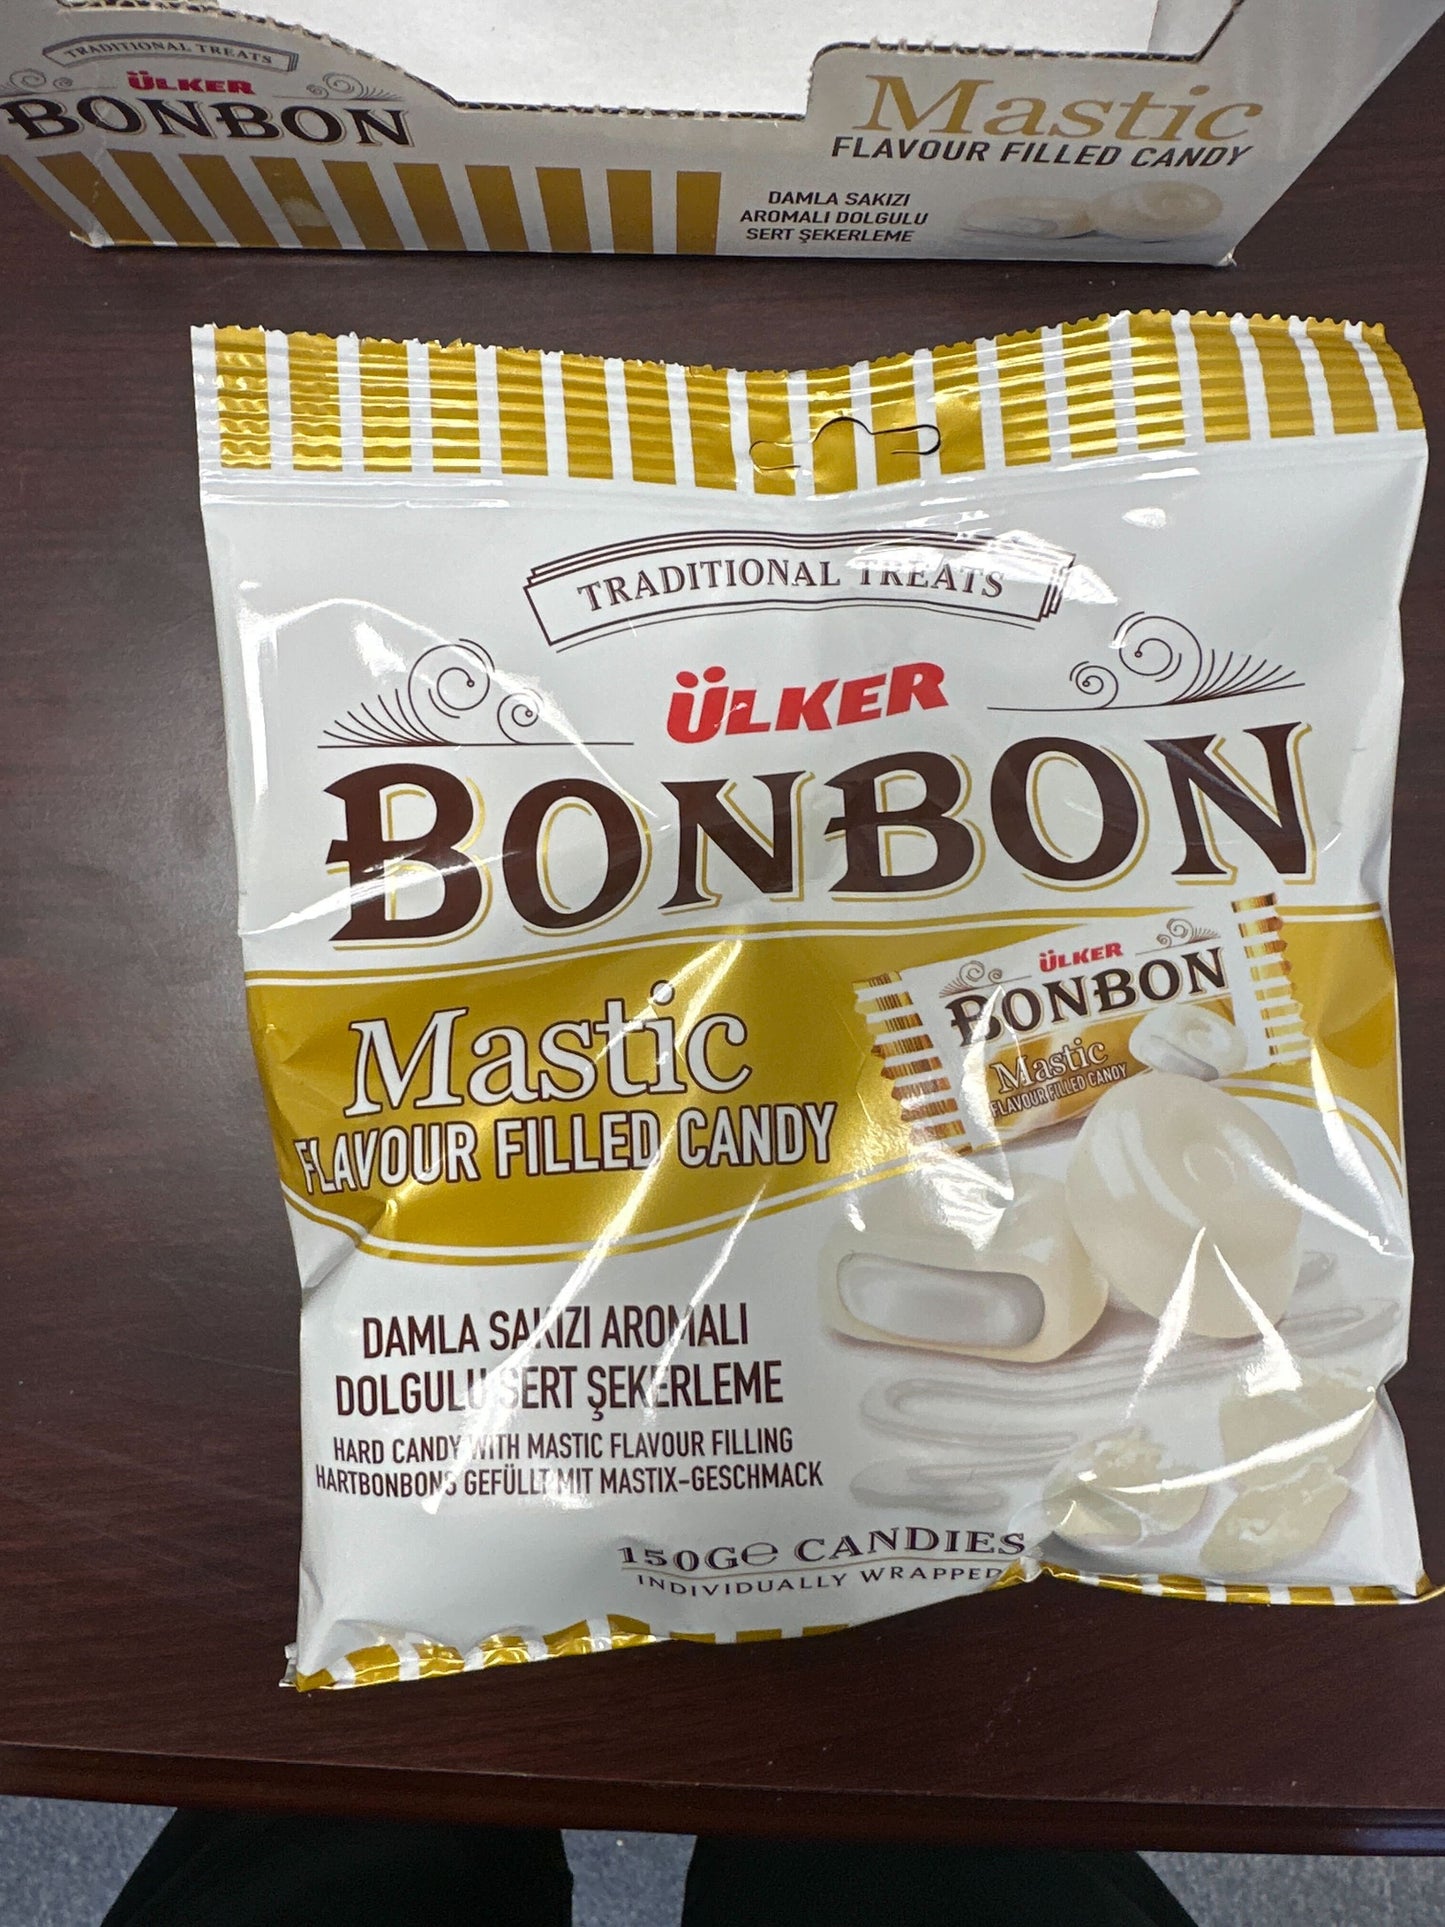 TRADITIONAL TREATS
ÜLKER
BONBON
Mastic
FLAVOUR FILLED CANDY
DAMLA SAKIZI
AROMALI DOLGULU
SERT ŞEKERLEME
TRADITIONAL TREATS
ÜLKER
BONBON
Mastic
FLAVOUR FILLED CANDY
ÜLKER
BONBON
Mastic
FLAVOUR FILLED CANDY
DAMLA SAKIZI AROMALI
DOLGULU SERT ŞEKERLEME
HARD CANDY WITH MASTIC FLAVOUR FILLING
HARTBONBONS GEFÜLLT MIT MASTIX-GESCHMACK
150G℮ CANDIES
INDIVIDUALLY WRAPPED